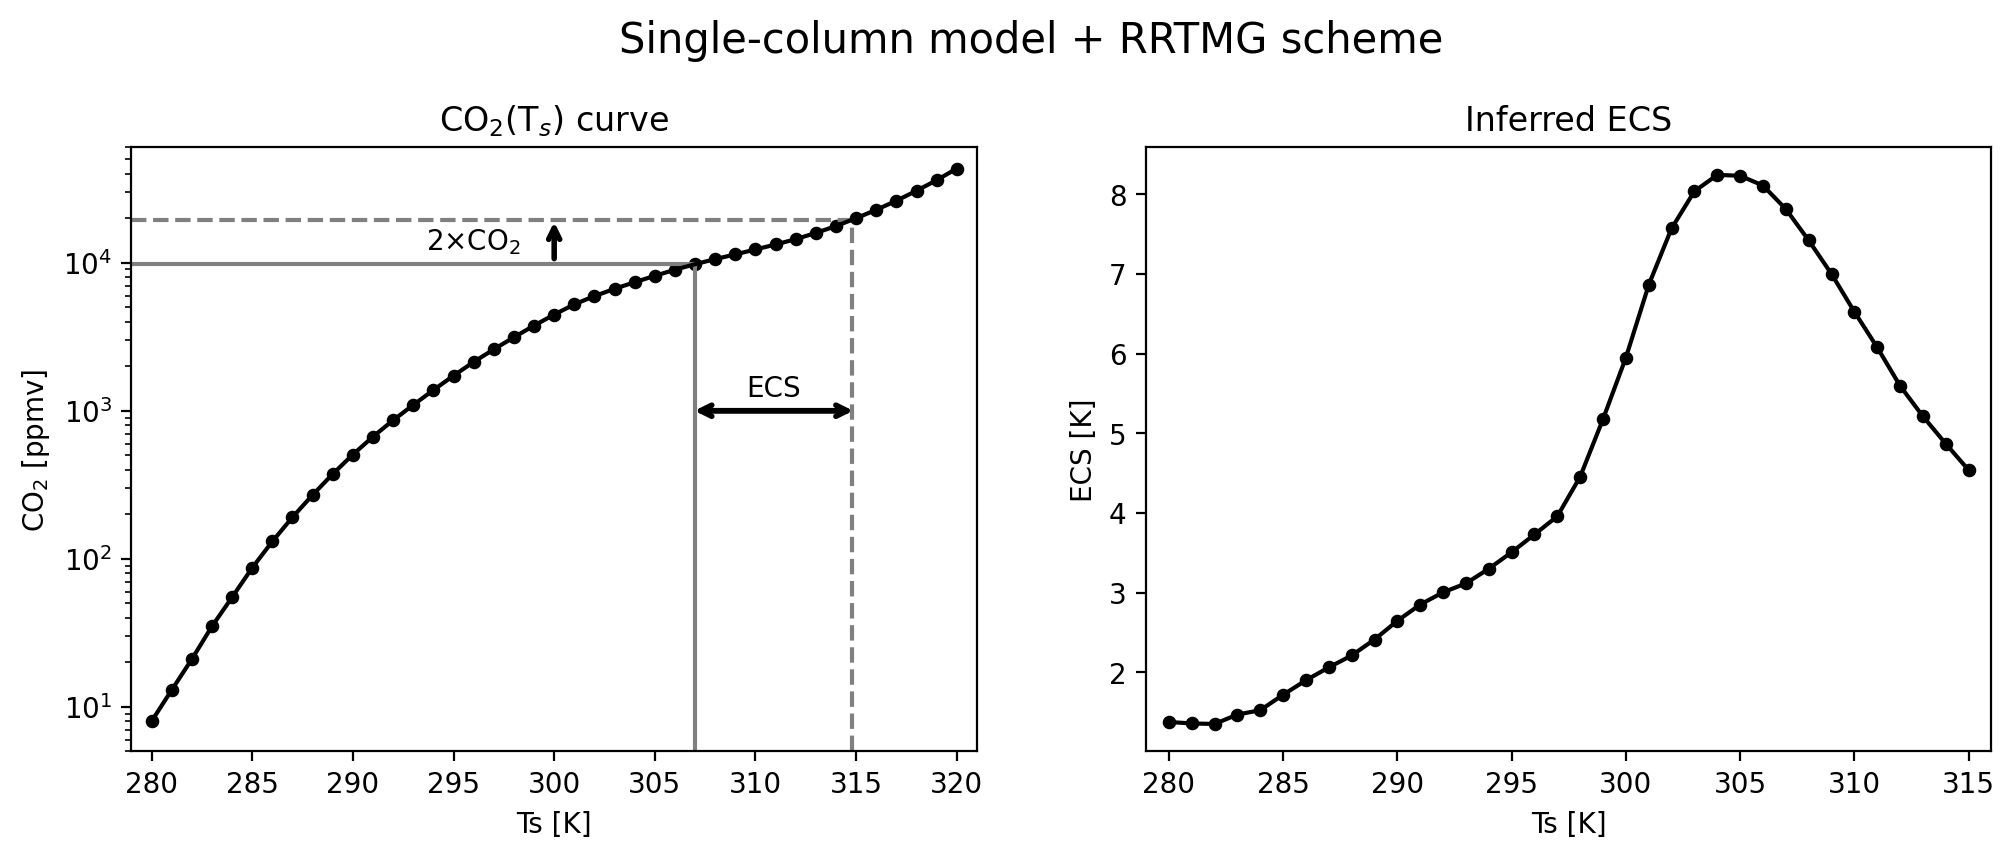 Single-column model + RRTMG scheme
CO₂(Tₛ) curve
CO₂ [ppmv]
10⁴
10³
10²
10¹
2×CO₂
ECS
280 285 290 295 300 305 310 315 320
Ts [K]
Inferred ECS
ECS [K]
8
7
6
5
4
3
2
280 285 290 295 300 305 310 315
Ts [K]